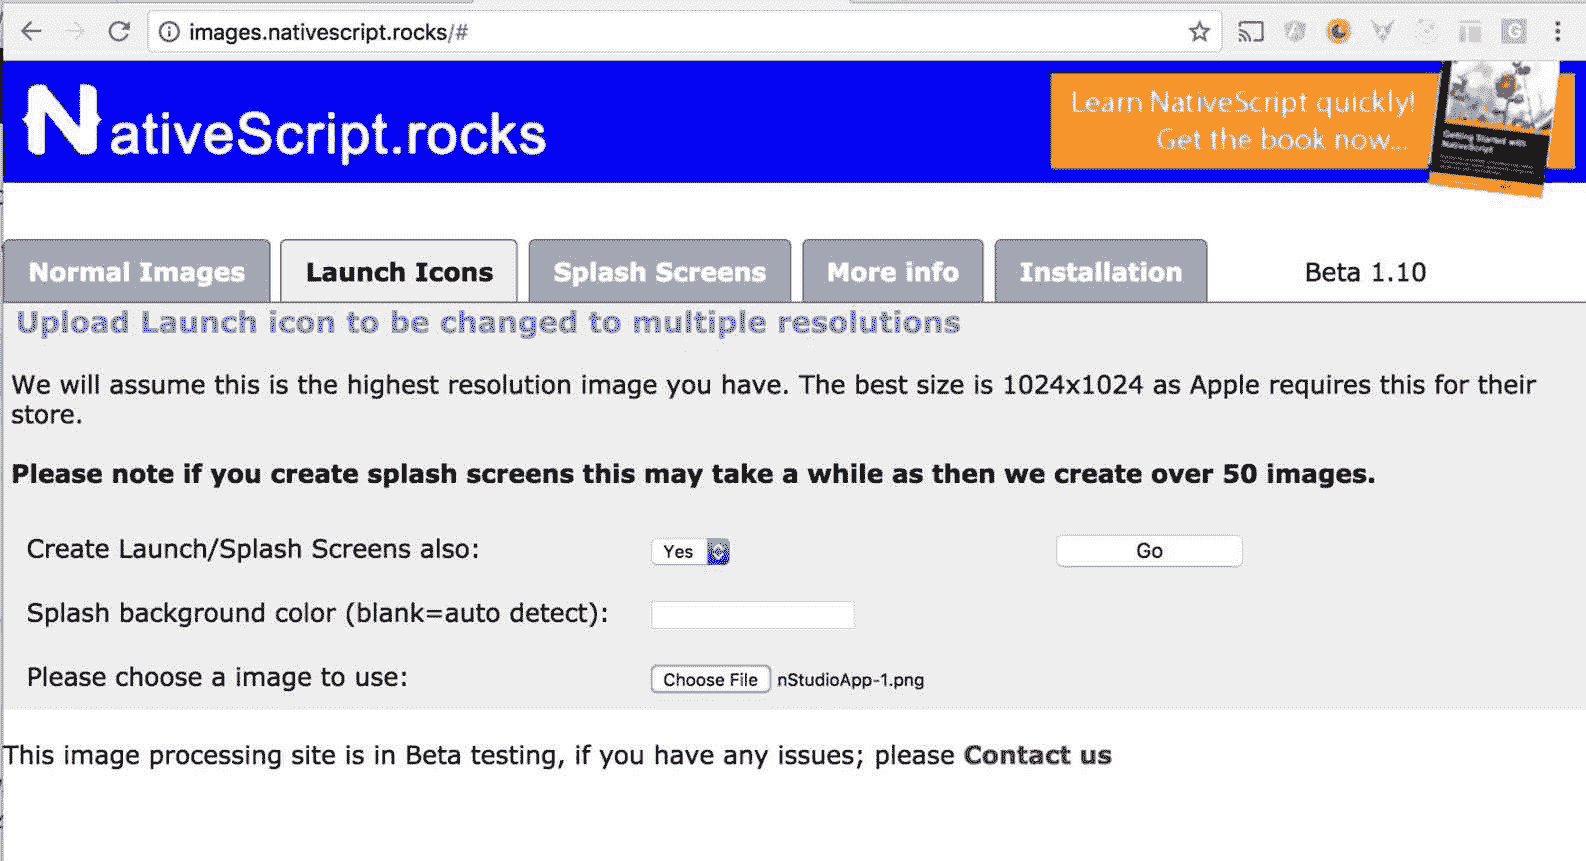 images.nativescript.rocks/#
NativeScript.rocks
Learn NativeScript quickly!
Get the book now...
Getting Started with
NativeScript
Normal Images
Launch Icons
Splash Screens
More info
Installation
Beta 1.10
Upload Launch icon to be changed to multiple resolutions
We will assume this is the highest resolution image you have. The best size is 1024x1024 as Apple requires this for their
store.
Please note if you create splash screens this may take a while as then we create over 50 images.
Create Launch/Splash Screens also:
Yes
Go
Splash background color (blank=auto detect):
Please choose a image to use:
Choose File
nStudioApp-1.png
This image processing site is in Beta testing, if you have any issues; please Contact us